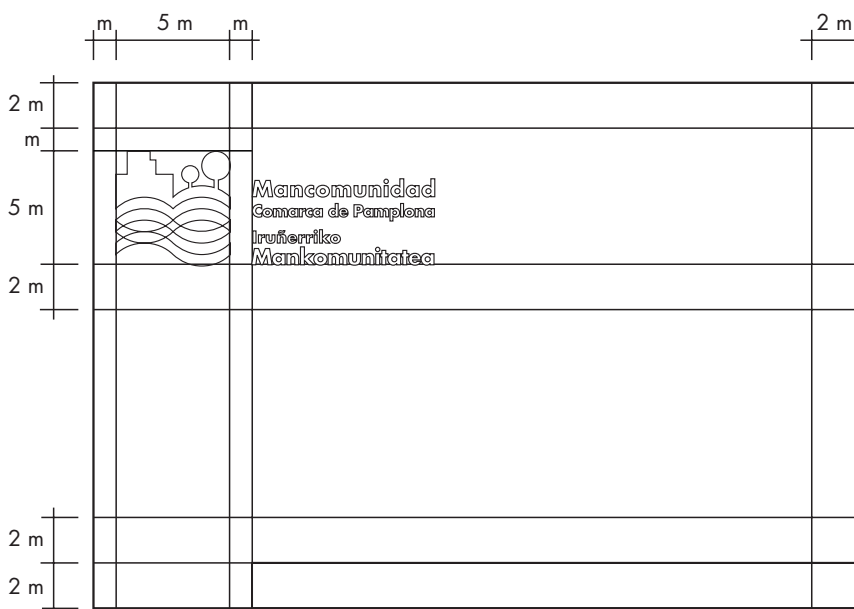 m 5 m m 2 m
2 m
m
5 m
Mancomunidad
Comarca de Pamplona
Iruñerriko
Mankomunitatea
2 m
2 m
2 m